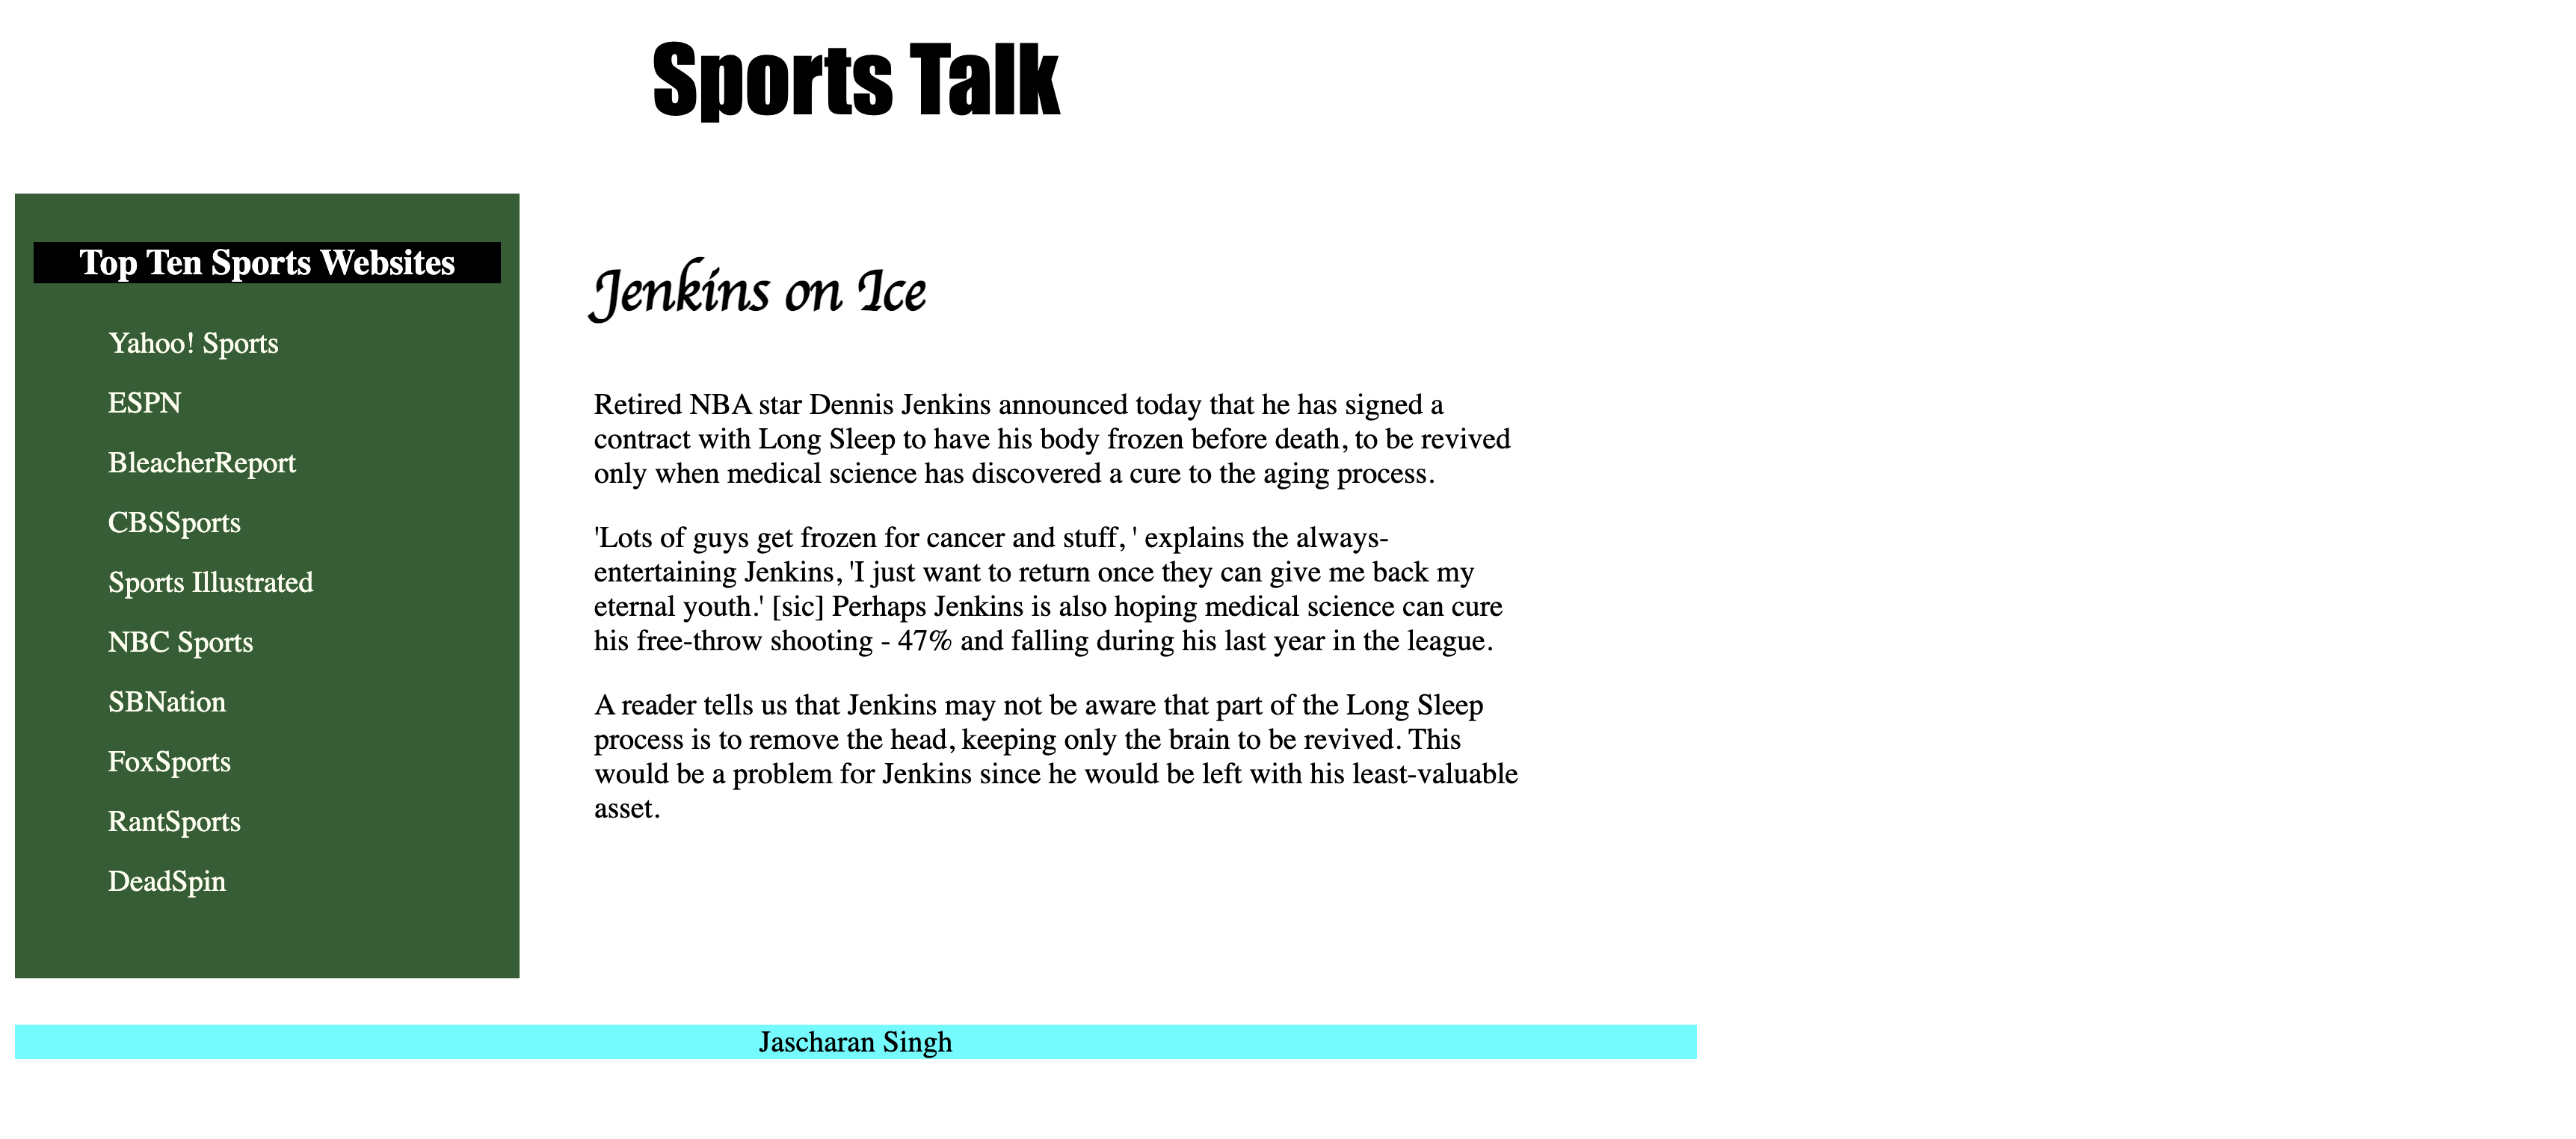 Sports Talk
Top Ten Sports Websites
Yahoo! Sports
ESPN
BleacherReport
CBSSports
Sports Illustrated
NBC Sports
SBNation
FoxSports
RantSports
DeadSpin
Jenkins on Ice
Retired NBA star Dennis Jenkins announced today that he has signed a
contract with Long Sleep to have his body frozen before death, to be revived
only when medical science has discovered a cure to the aging process.
'Lots of guys get frozen for cancer and stuff, ' explains the always-
entertaining Jenkins, 'I just want to return once they can give me back my
eternal youth.' [sic] Perhaps Jenkins is also hoping medical science can cure
his free-throw shooting - 47% and falling during his last year in the league.
A reader tells us that Jenkins may not be aware that part of the Long Sleep
process is to remove the head, keeping only the brain to be revived. This
would be a problem for Jenkins since he would be left with his least-valuable
asset.
Jascharan Singh